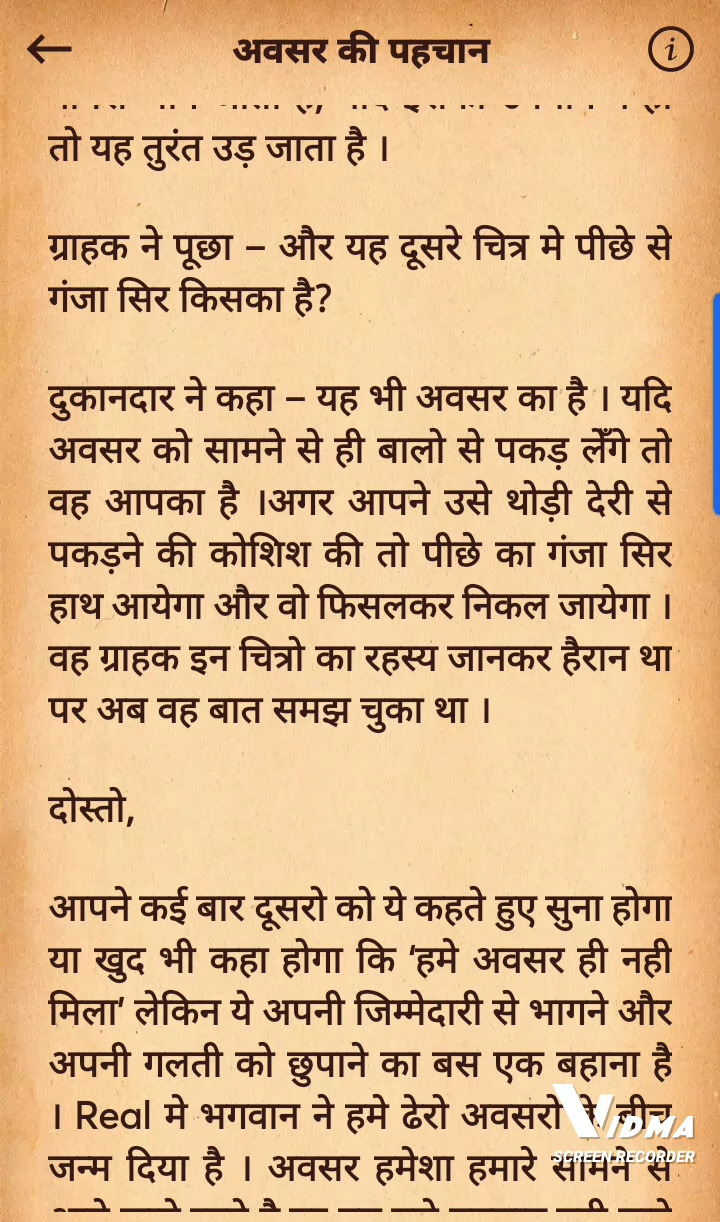 अवसर की पहचान
तो यह तुरंत उड़ जाता है ।
ग्राहक ने पूछा – और यह दूसरे चित्र मे पीछे से
गंजा सिर किसका है?
दुकानदार ने कहा – यह भी अवसर का है । यदि
अवसर को सामने से ही बालो से पकड़ लेँगे तो
वह आपका है ।अगर आपने उसे थोड़ी देरी से
पकड़ने की कोशिश की तो पीछे का गंजा सिर
हाथ आयेगा और वो फिसलकर निकल जायेगा ।
वह ग्राहक इन चित्रो का रहस्य जानकर हैरान था
पर अब वह बात समझ चुका था ।
दोस्तो,
आपने कई बार दूसरो को ये कहते हुए सुना होगा
या खुद भी कहा होगा कि ‘हमे अवसर ही नही
मिला’ लेकिन ये अपनी जिम्मेदारी से भागने और
अपनी गलती को छुपाने का बस एक बहाना है
। Real मे भगवान ने हमे ढेरो अवसरो के बीच
जन्म दिया है । अवसर हमेशा हमारे सामने से
VIDMA
SCREEN RECORDER